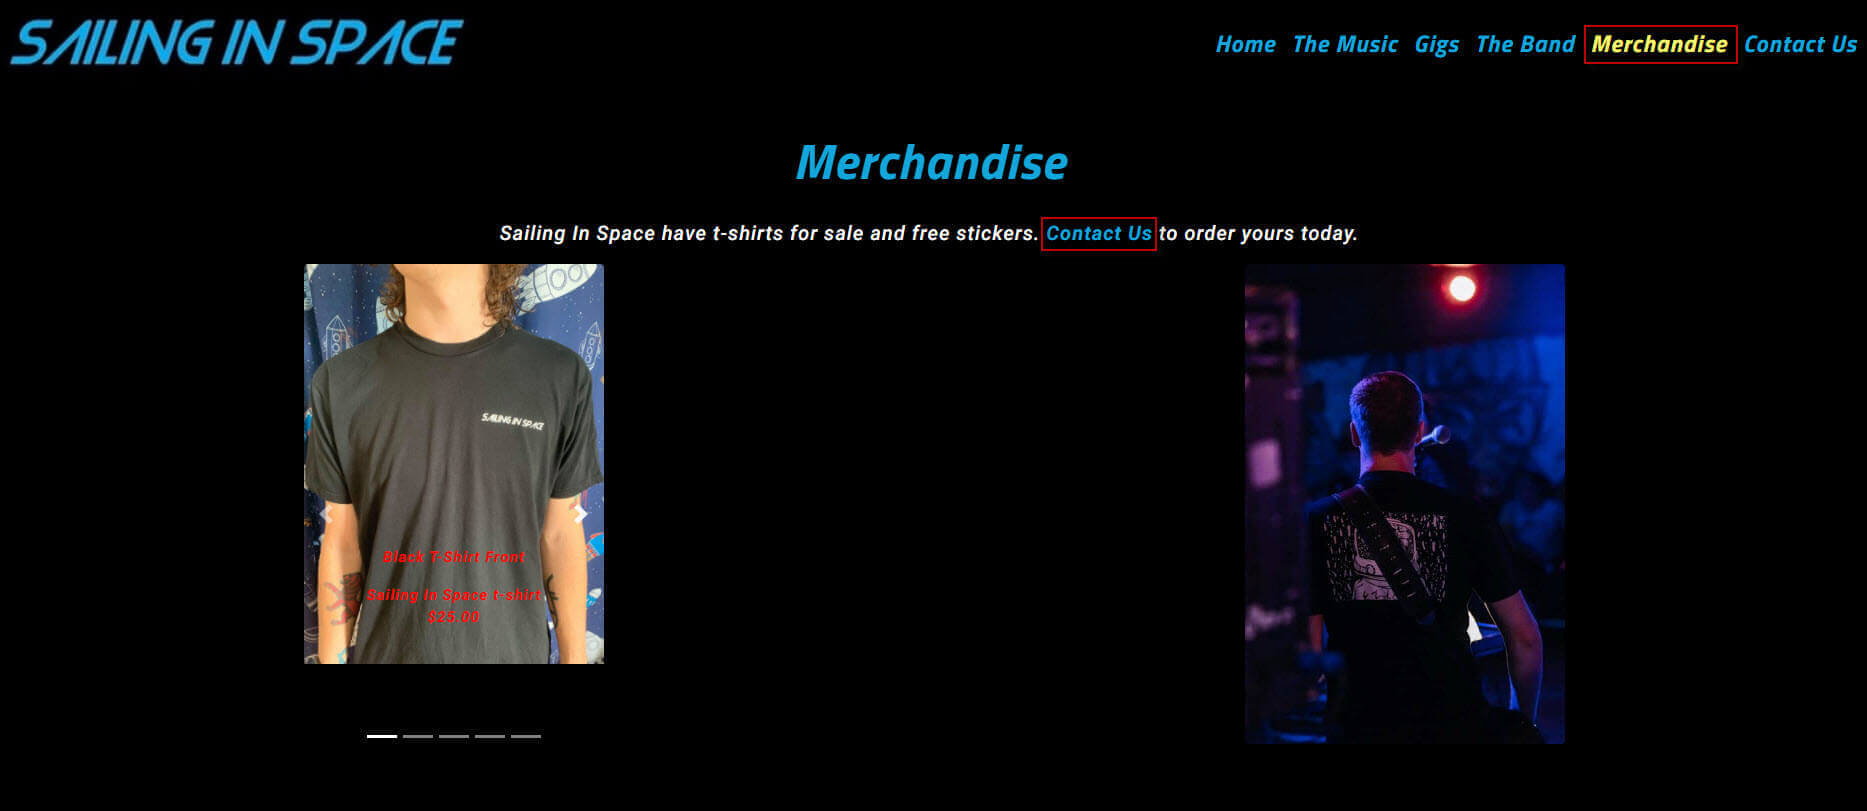 SAILING IN SPACE
Home The Music Gigs The Band Merchandise Contact Us
Merchandise
Sailing In Space have t-shirts for sale and free stickers. Contact Us to order yours today.
SAILING IN SPACE
Black T-Shirt Front
Sailing In Space t-shirt
$25.00